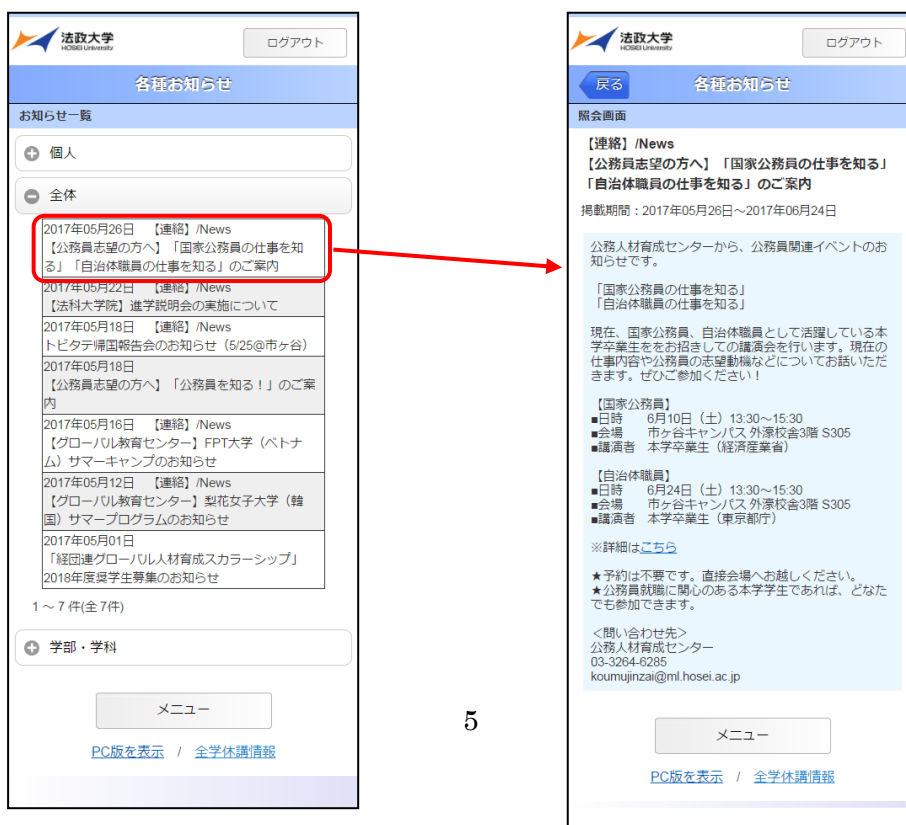 法政大学
HOSEI University
ログアウト
各種お知らせ
お知らせ一覧
個人
全体
2017年05月26日 【連絡】/News
【公務員志望の方へ】「国家公務員の仕事を知
る」「自治体職員の仕事を知る」のご案内
2017年05月22日 【連絡】/News
【法科大学院】進学説明会の実施について
2017年05月18日 【連絡】/News
トビタテ帰国報告会のお知らせ（5/25@市ヶ谷）
2017年05月18日
【公務員志望の方へ】「公務員を知る！」のご案
内
2017年05月16日 【連絡】/News
【グローバル教育センター】FPT大学（ベトナ
ム）サマーキャンプのお知らせ
2017年05月12日 【連絡】/News
【グローバル教育センター】梨花女子大学（韓
国）サマープログラムのお知らせ
2017年05月01日
「経団連グローバル人材育成スカラーシップ」
2018年度奨学生募集のお知らせ
1 ～ 7 件(全 7件)
学部・学科
メニュー
PC版を表示 / 全学休講情報
5
法政大学
HOSEI University
ログアウト
戻る
各種お知らせ
照会画面
【連絡】/News
【公務員志望の方へ】「国家公務員の仕事を知る」
「自治体職員の仕事を知る」のご案内
掲載期間：2017年05月26日～2017年06月24日
公務人材育成センターから、公務員関連イベントのお
知らせです。
「国家公務員の仕事を知る」
「自治体職員の仕事を知る」
現在、国家公務員、自治体職員として活躍している本
学卒業生ををお招きしての講演会を行います。現在の
仕事内容や公務員の志望動機などについてお話いただ
きます。ぜひご参加ください！
【国家公務員】
■日時 6月10日（土）13:30～15:30
■会場 市ヶ谷キャンパス 外濠校舎3階 S305
■講演者 本学卒業生（経済産業省）
【自治体職員】
■日時 6月24日（土）13:30～15:30
■会場 市ヶ谷キャンパス 外濠校舎3階 S305
■講演者 本学卒業生（東京都庁）
※詳細はこちら
★予約は不要です。直接会場へお越しください。
★公務員就職に関心のある本学学生であれば、どなた
でも参加できます。
＜問い合わせ先＞
公務人材育成センター
03-3264-6285
koumujinzai@ml.hosei.ac.jp
メニュー
PC版を表示 / 全学休講情報